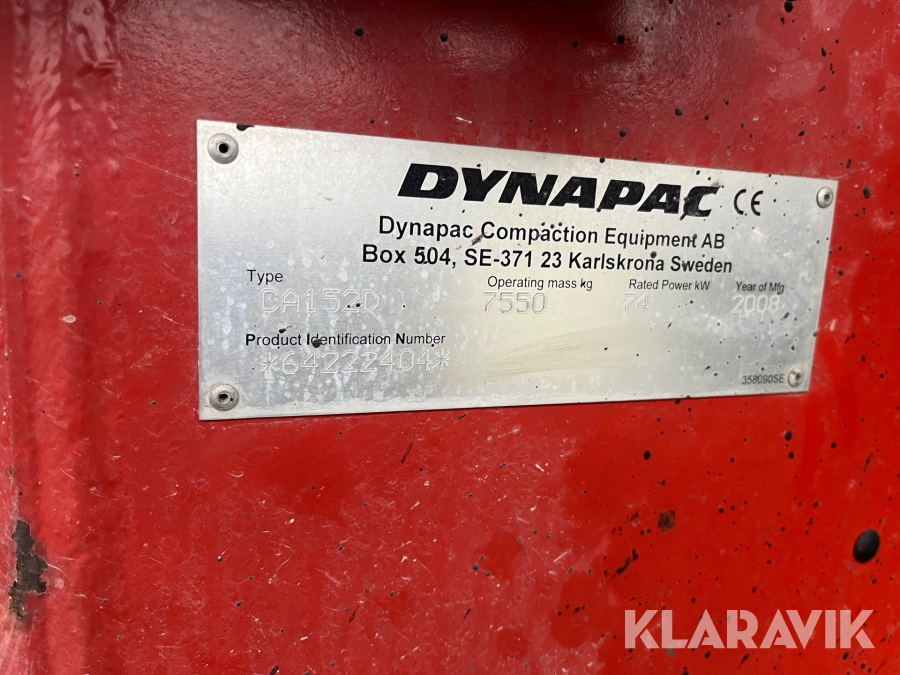 DYNAPAC CE
Dynapac Compaction Equipment AB
Box 504, SE-371 23 Karlskrona Sweden
Type Operating mass kg Rated Power kW Year of Mfg
CA152D 7550 74 2008
Product Identification Number
*64222404*
358090SE
KLARAVIK